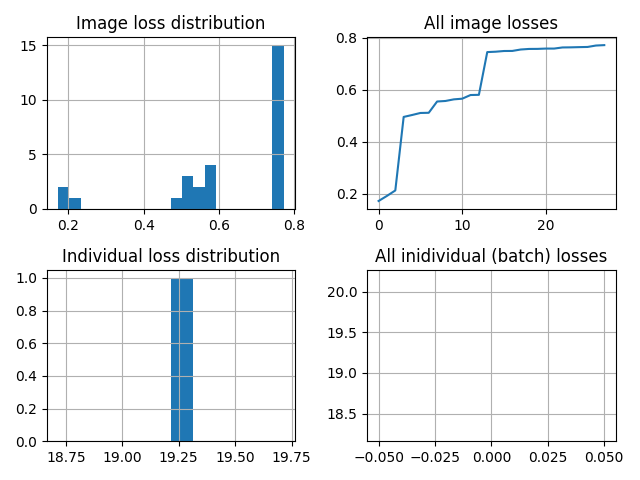 Image loss distribution
15
10
5
0
0.2 0.4 0.6 0.8
All image losses
0.8
0.6
0.4
0.2
0 10 20
Individual loss distribution
1.0
0.8
0.6
0.4
0.2
0.0
18.75 19.00 19.25 19.50 19.75
All inidividual (batch) losses
20.0
19.5
19.0
18.5
−0.050 −0.025 0.000 0.025 0.050